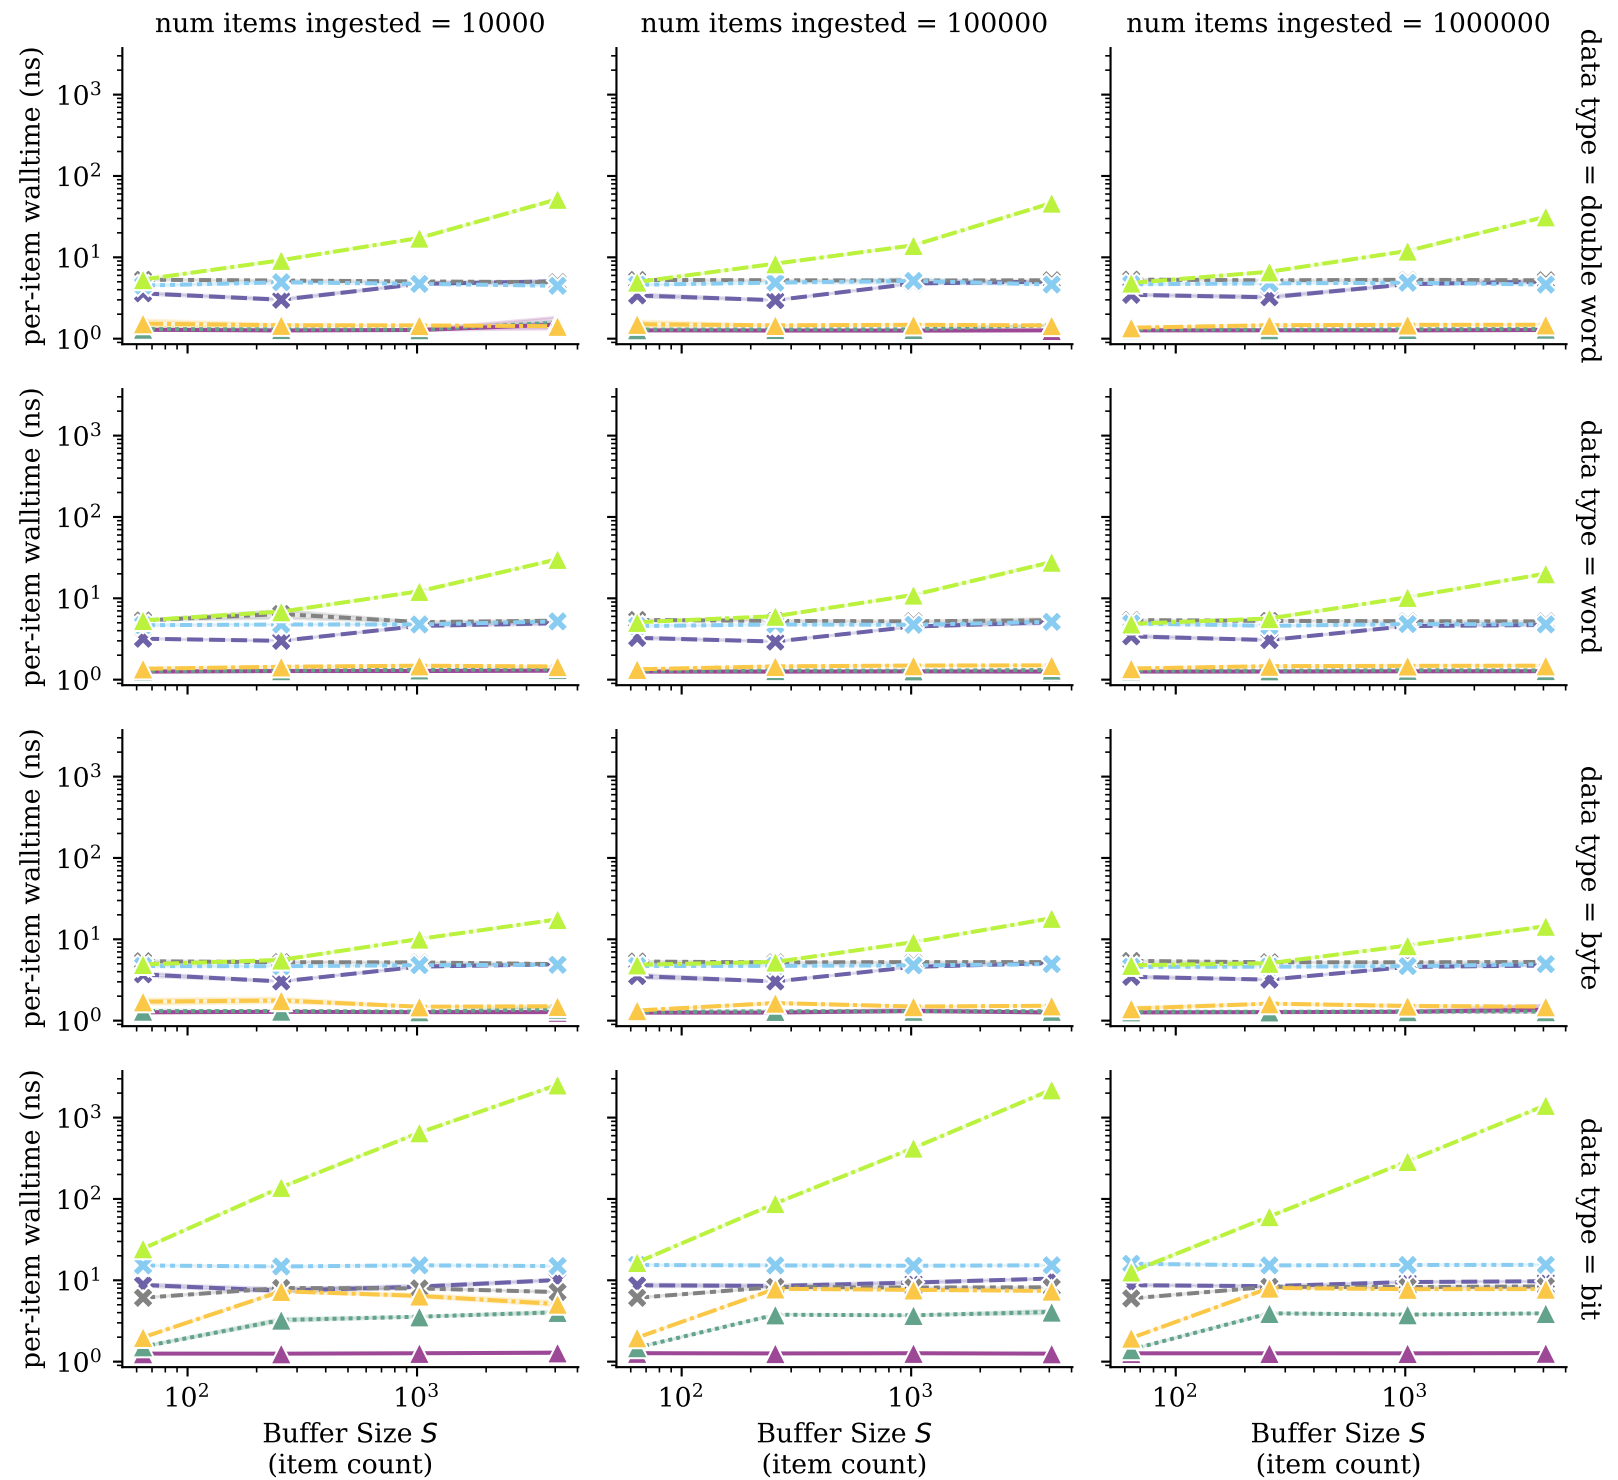 num items ingested = 10000
num items ingested = 100000
num items ingested = 1000000
per-item walltime (ns)
10³
10²
10¹
10⁰
data type = double word
per-item walltime (ns)
10³
10²
10¹
10⁰
data type = word
per-item walltime (ns)
10³
10²
10¹
10⁰
data type = byte
per-item walltime (ns)
10³
10²
10¹
10⁰
data type = bit
10² 10³
10² 10³
10² 10³
Buffer Size S
(item count)
Buffer Size S
(item count)
Buffer Size S
(item count)